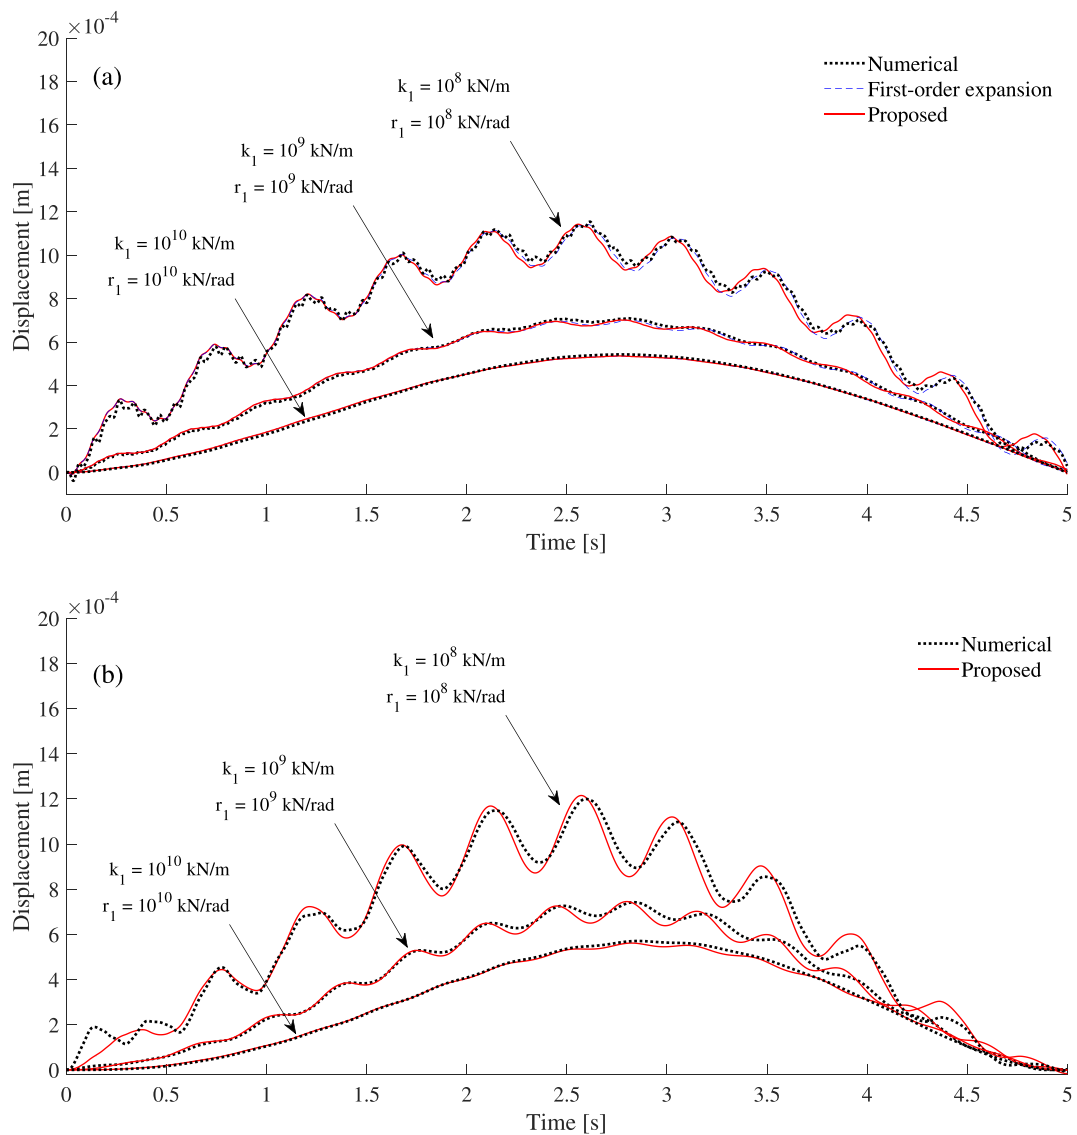 ×10⁻⁴
20
18
16
14
12
10
8
6
4
2
0
Displacement [m]
(a)
k₁ = 10⁸ kN/m
r₁ = 10⁸ kN/rad
k₁ = 10⁹ kN/m
r₁ = 10⁹ kN/rad
k₁ = 10¹⁰ kN/m
r₁ = 10¹⁰ kN/rad
Numerical
First-order expansion
Proposed
0 0.5 1 1.5 2 2.5 3 3.5 4 4.5 5
Time [s]
×10⁻⁴
20
18
16
14
12
10
8
6
4
2
0
Displacement [m]
(b)
k₁ = 10⁸ kN/m
r₁ = 10⁸ kN/rad
k₁ = 10⁹ kN/m
r₁ = 10⁹ kN/rad
k₁ = 10¹⁰ kN/m
r₁ = 10¹⁰ kN/rad
Numerical
Proposed
0 0.5 1 1.5 2 2.5 3 3.5 4 4.5 5
Time [s]